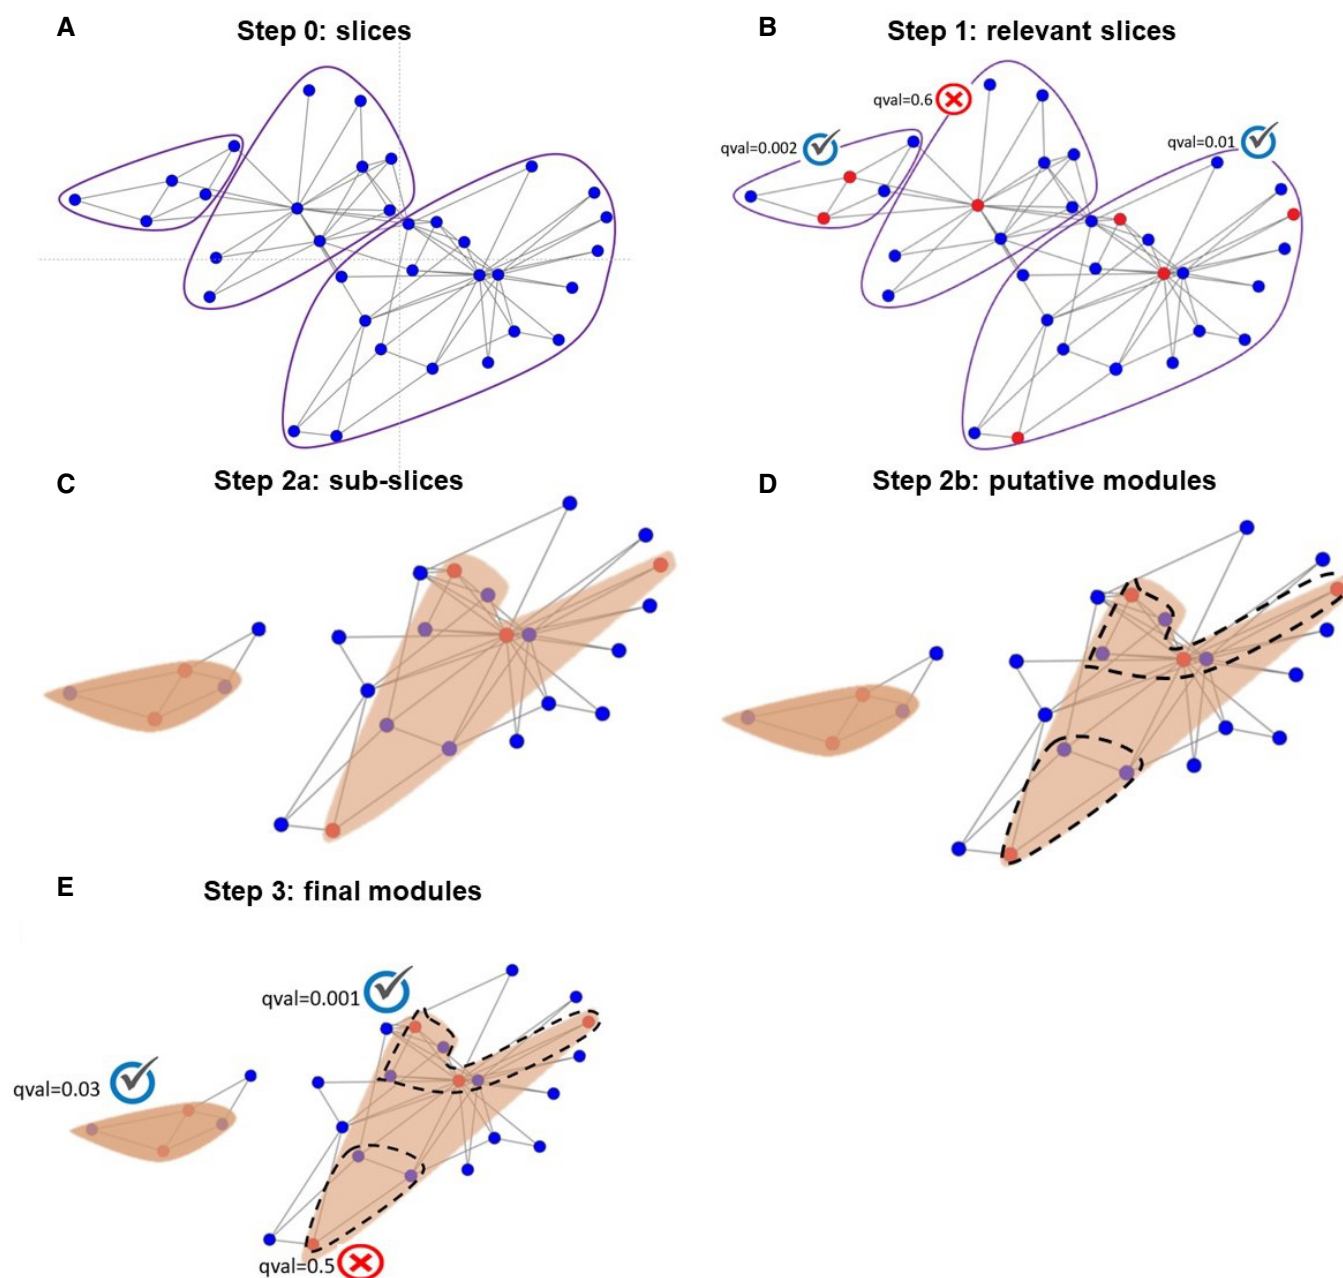 A
Step 0: slices
B
Step 1: relevant slices
qval=0.6
qval=0.002
qval=0.01
C
Step 2a: sub-slices
D
Step 2b: putative modules
E
Step 3: final modules
qval=0.001
qval=0.03
qval=0.5